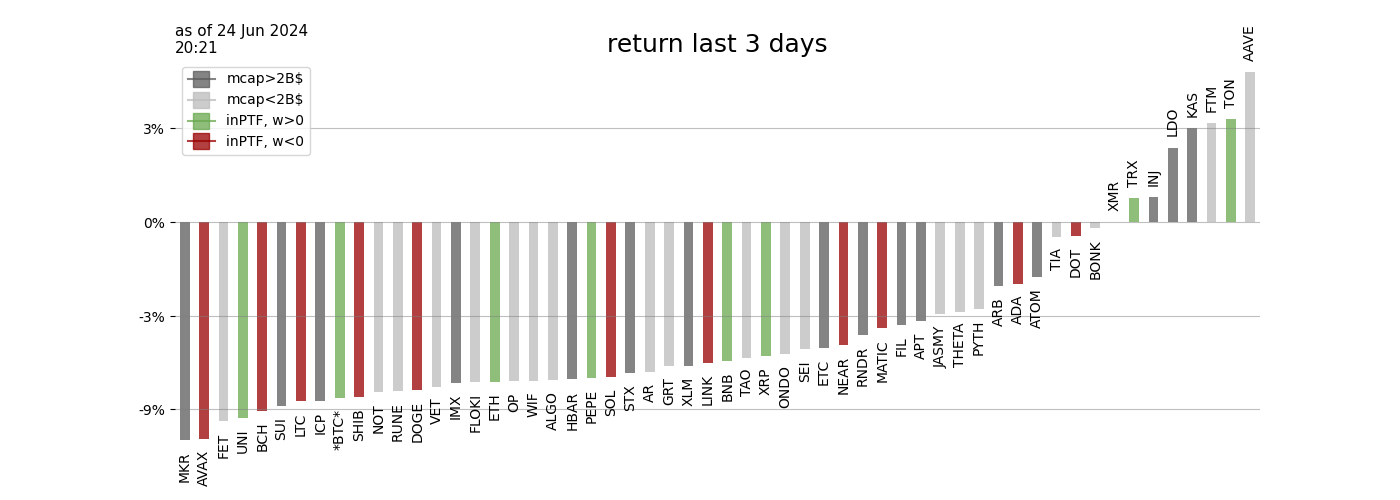 as of 24 Jun 2024
20:21
return last 3 days
mcap>2B$
mcap<2B$
inPTF, w>0
inPTF, w<0
3%
0%
-3%
-9%
MKR
AVAX
FET
UNI
BCH
SUI
LTC
ICP
*BTC*
SHIB
NOT
RUNE
DOGE
VET
IMX
FLOKI
ETH
OP
WIF
ALGO
HBAR
PEPE
SOL
STX
AR
GRT
XLM
LINK
BNB
TAO
XRP
ONDO
SEI
ETC
NEAR
RNDR
MATIC
FIL
APT
JASMY
THETA
PYTH
ARB
ADA
ATOM
TIA
DOT
BONK
XMR
TRX
INJ
LDO
KAS
FTM
TON
AAVE